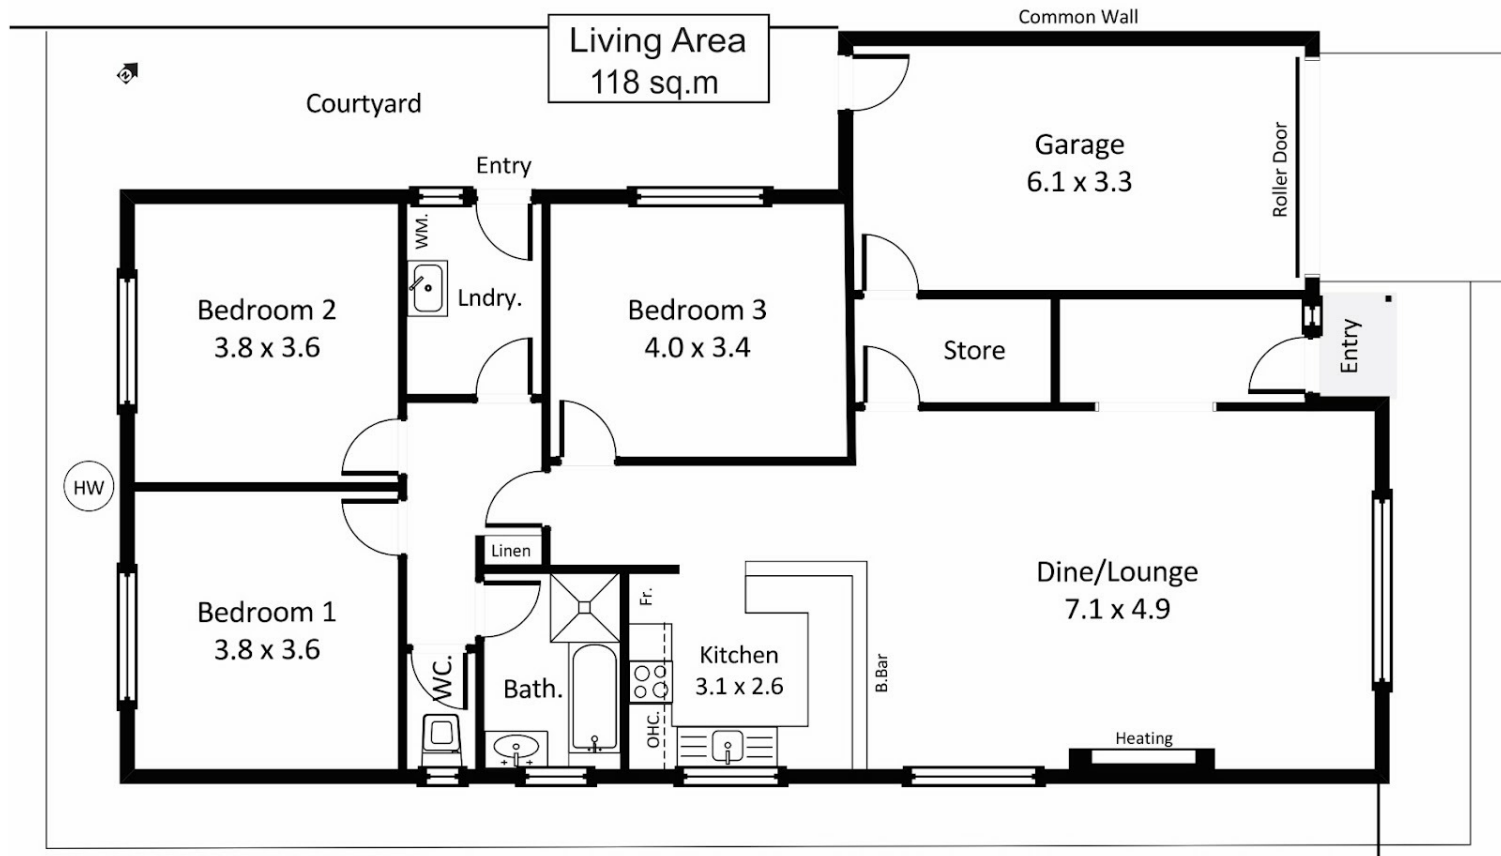 Common Wall
Living Area
118 sq.m
Courtyard
Garage
6.1 x 3.3
Roller Door
Entry
WM.
Lndry.
Bedroom 2
3.8 x 3.6
Bedroom 3
4.0 x 3.4
Store
Entry
HW
Linen
Bedroom 1
3.8 x 3.6
WC.
Bath.
Fr.
Kitchen
3.1 x 2.6
OHC.
B.Bar
Dine/Lounge
7.1 x 4.9
Heating